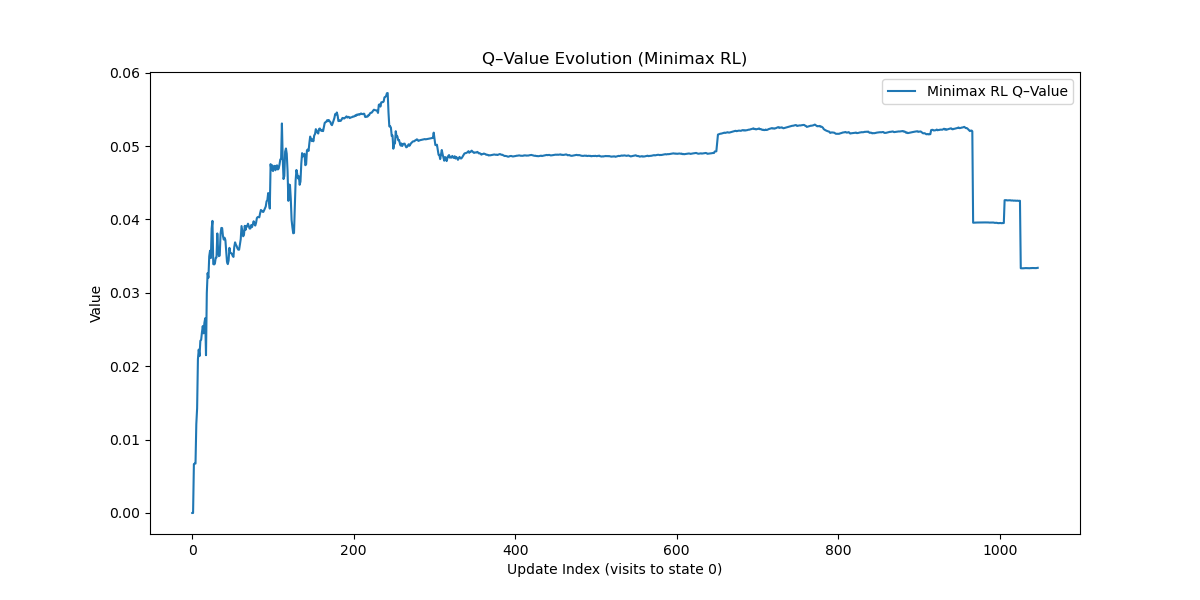 Q–Value Evolution (Minimax RL)
Minimax RL Q–Value
Value
0.06
0.05
0.04
0.03
0.02
0.01
0.00
0 200 400 600 800 1000
Update Index (visits to state 0)